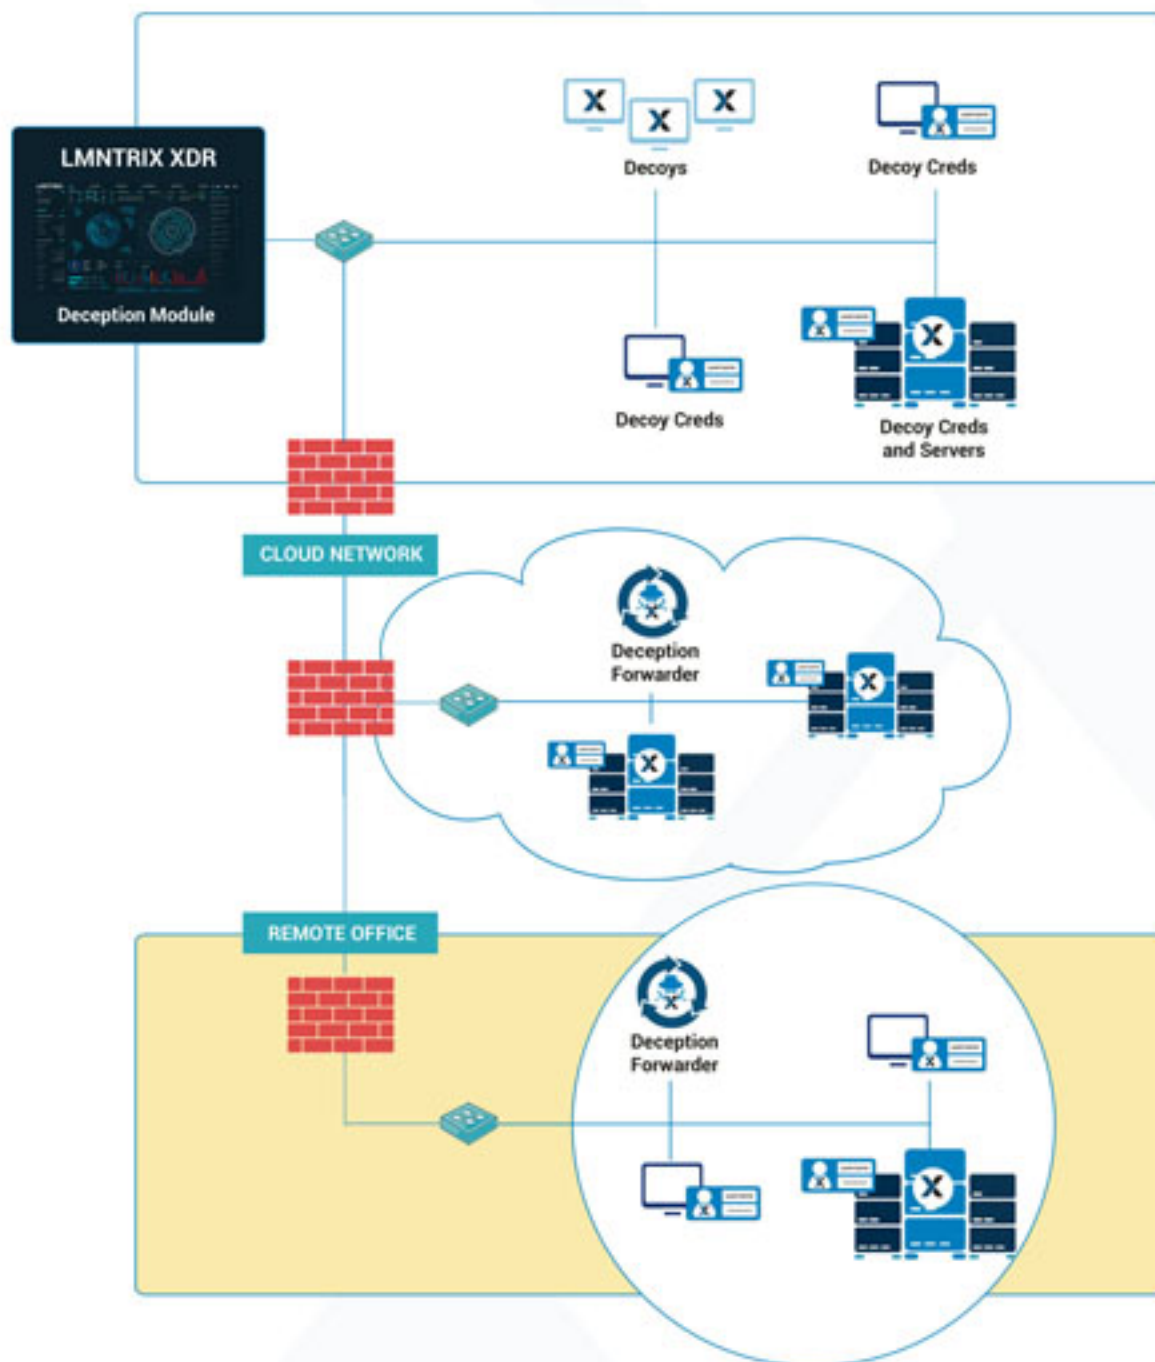 LMNTRIX XDR
Deception Module
Decoys
Decoy Creds
Decoy Creds
Decoy Creds
and Servers
CLOUD NETWORK
Deception
Forwarder
REMOTE OFFICE
Deception
Forwarder